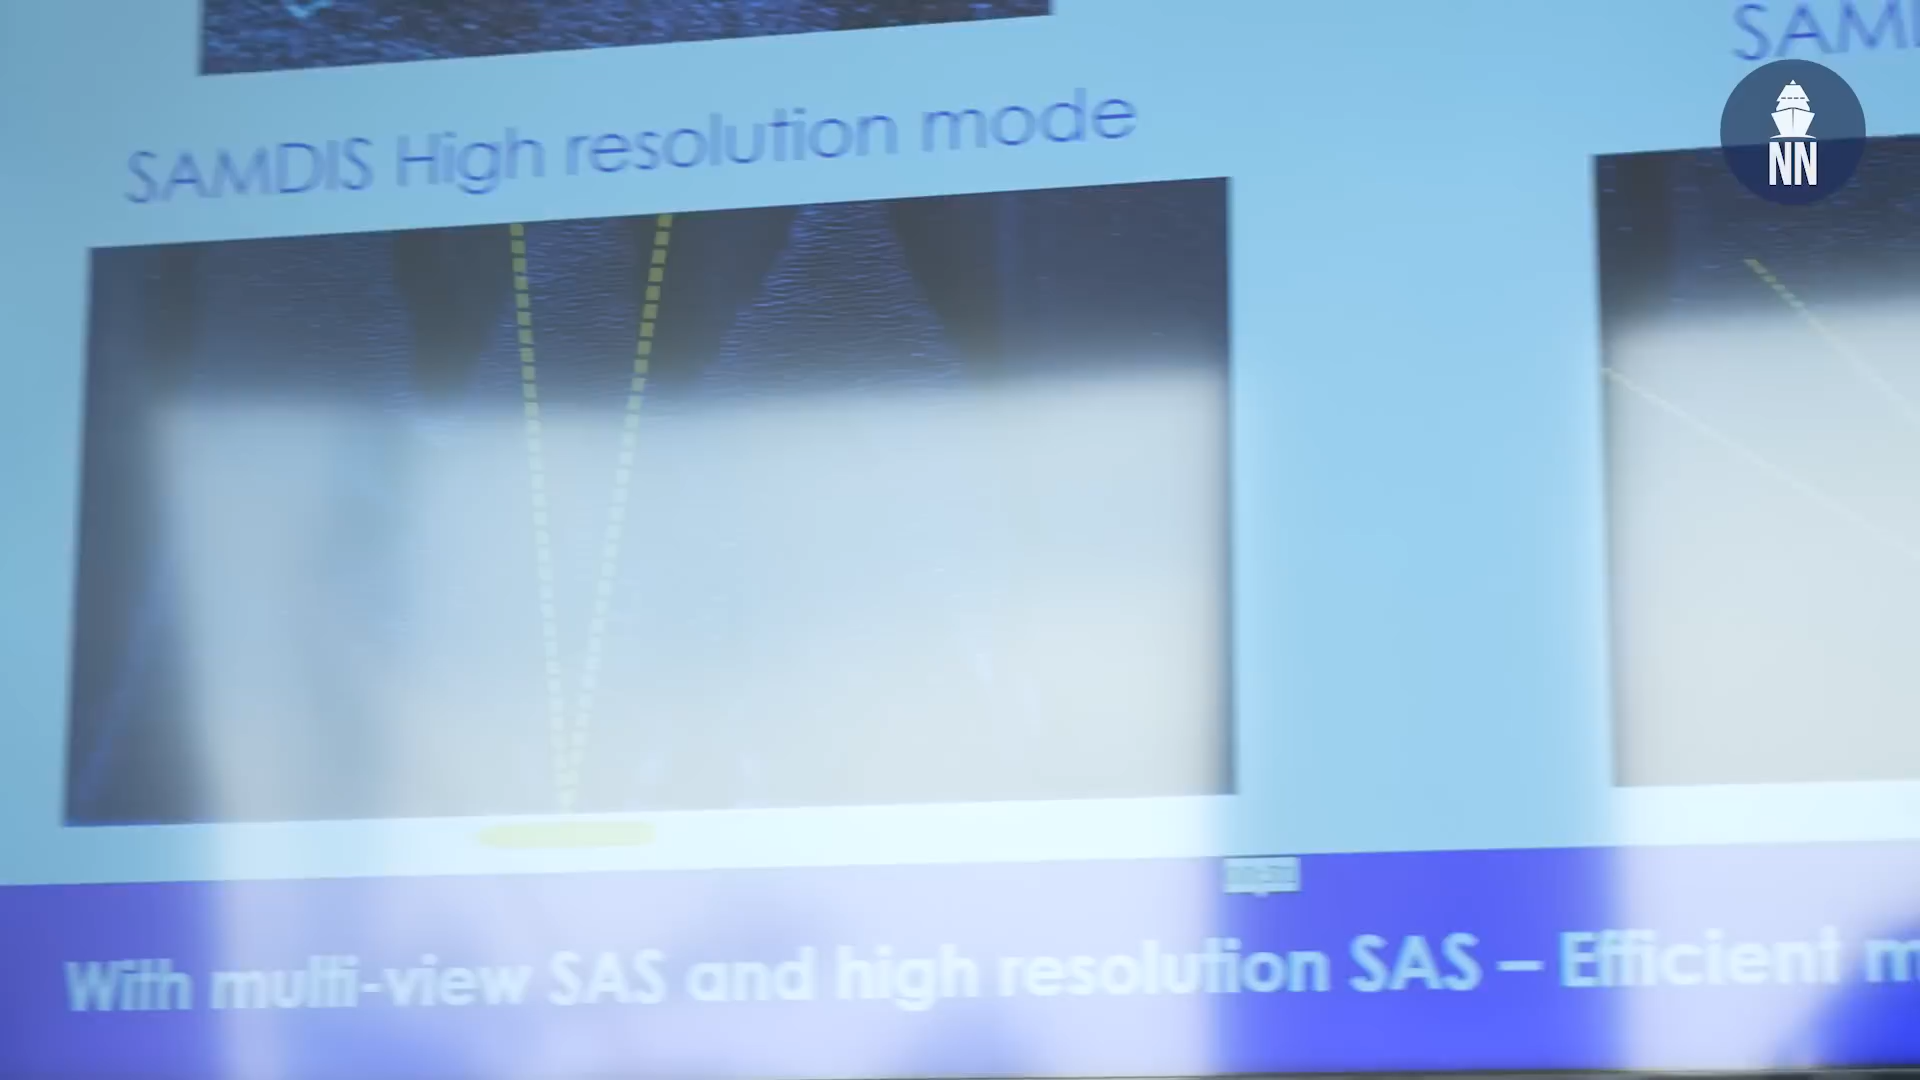 SAMDIS High resolution mode
NN
With multi-view SAS and high resolution SAS – Efficient